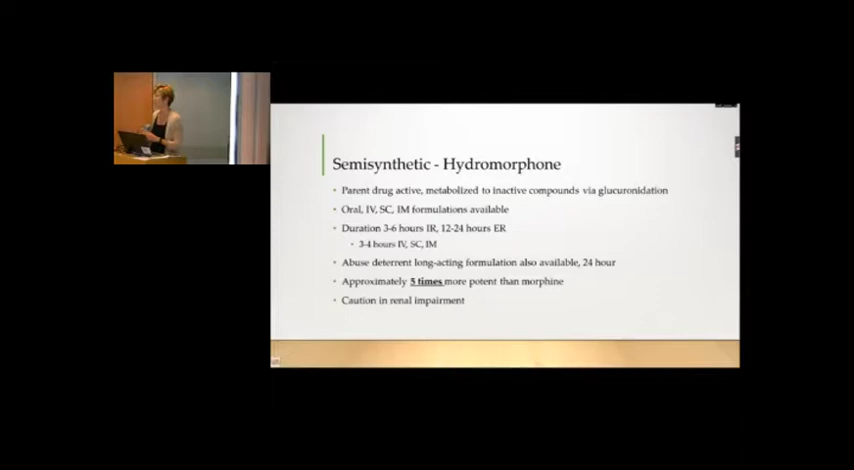 Semisynthetic - Hydromorphone
• Parent drug active, metabolized to inactive compounds via glucuronidation
• Oral, IV, SC, IM formulations available
• Duration 3-6 hours IR, 12-24 hours ER
• 3-4 hours IV, SC, IM
• Abuse deterrent long-acting formulation also available, 24 hour
• Approximately 5 times more potent than morphine
• Caution in renal impairment